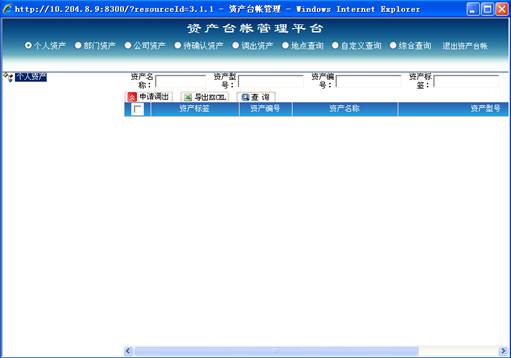 http://10.204.8.9:8300/?resourceId=3.1.1 - 资产台帐管理 - Windows Internet Explorer
资产台帐管理平台
个人资产 部门资产 公司资产 待确认资产 调出资产 地点查询 自定义查询 综合查询 退出资产台帐
个人资产
资产名称： 资产型号： 资产编号： 资产标签：
申请调出 导出EXCEL 查 询
资产标签 资产编号 资产名称 资产型号